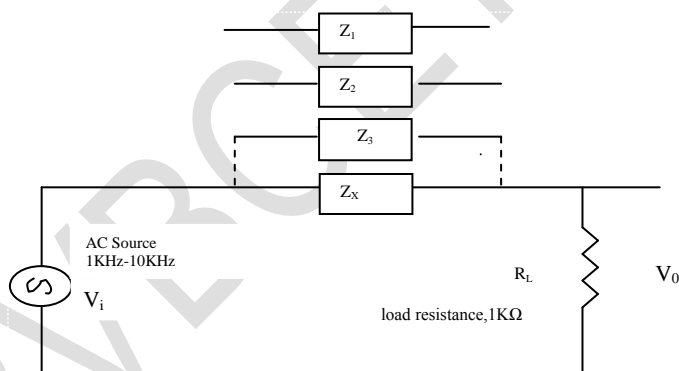 Z1
Z2
Z3
ZX
AC Source
1KHz-10KHz
Vi
RL
V0
load resistance,1KΩ